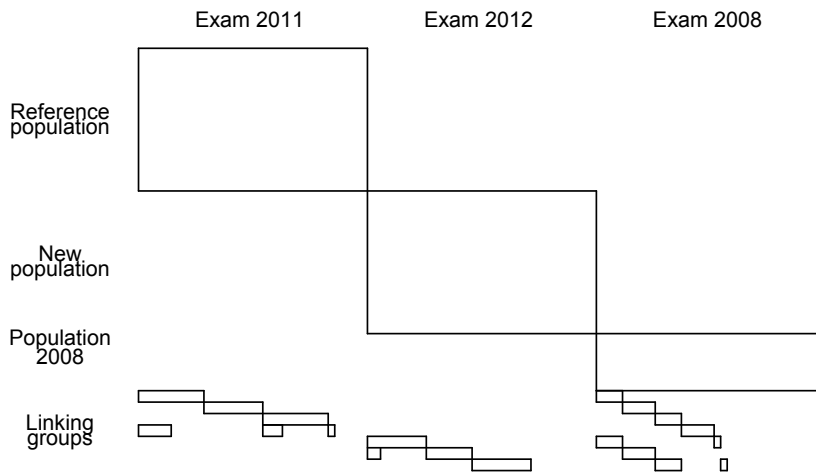 Exam 2011 Exam 2012 Exam 2008
Reference
population
New
population
Population
2008
Linking
groups